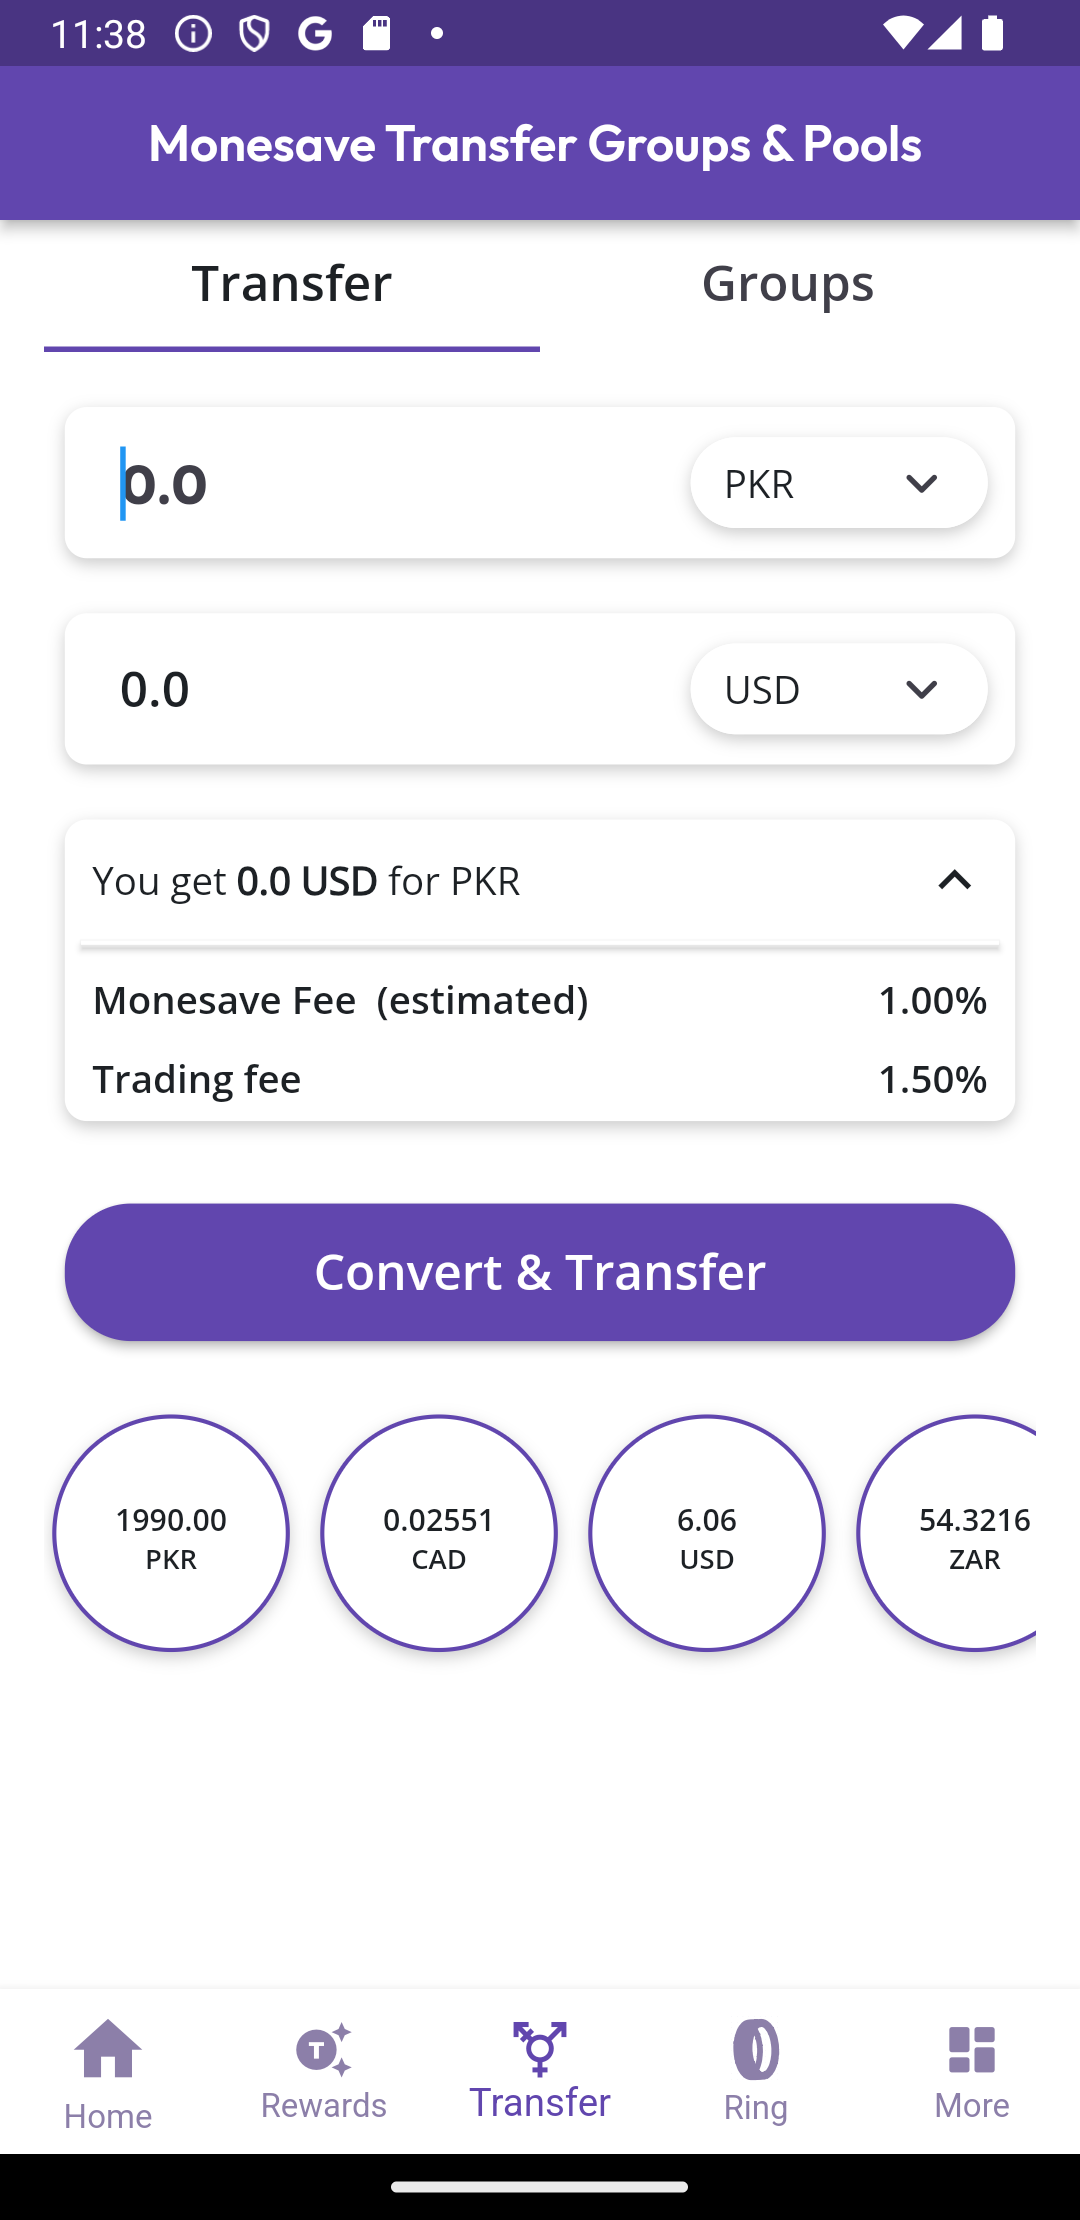 11:38
Monesave Transfer Groups & Pools
Transfer Groups
0.0 PKR
0.0 USD
You get 0.0 USD for PKR
Monesave Fee (estimated) 1.00%
Trading fee 1.50%
Convert & Transfer
1990.00 0.02551 6.06 54.3216
PKR CAD USD ZAR
Home Rewards Transfer Ring More